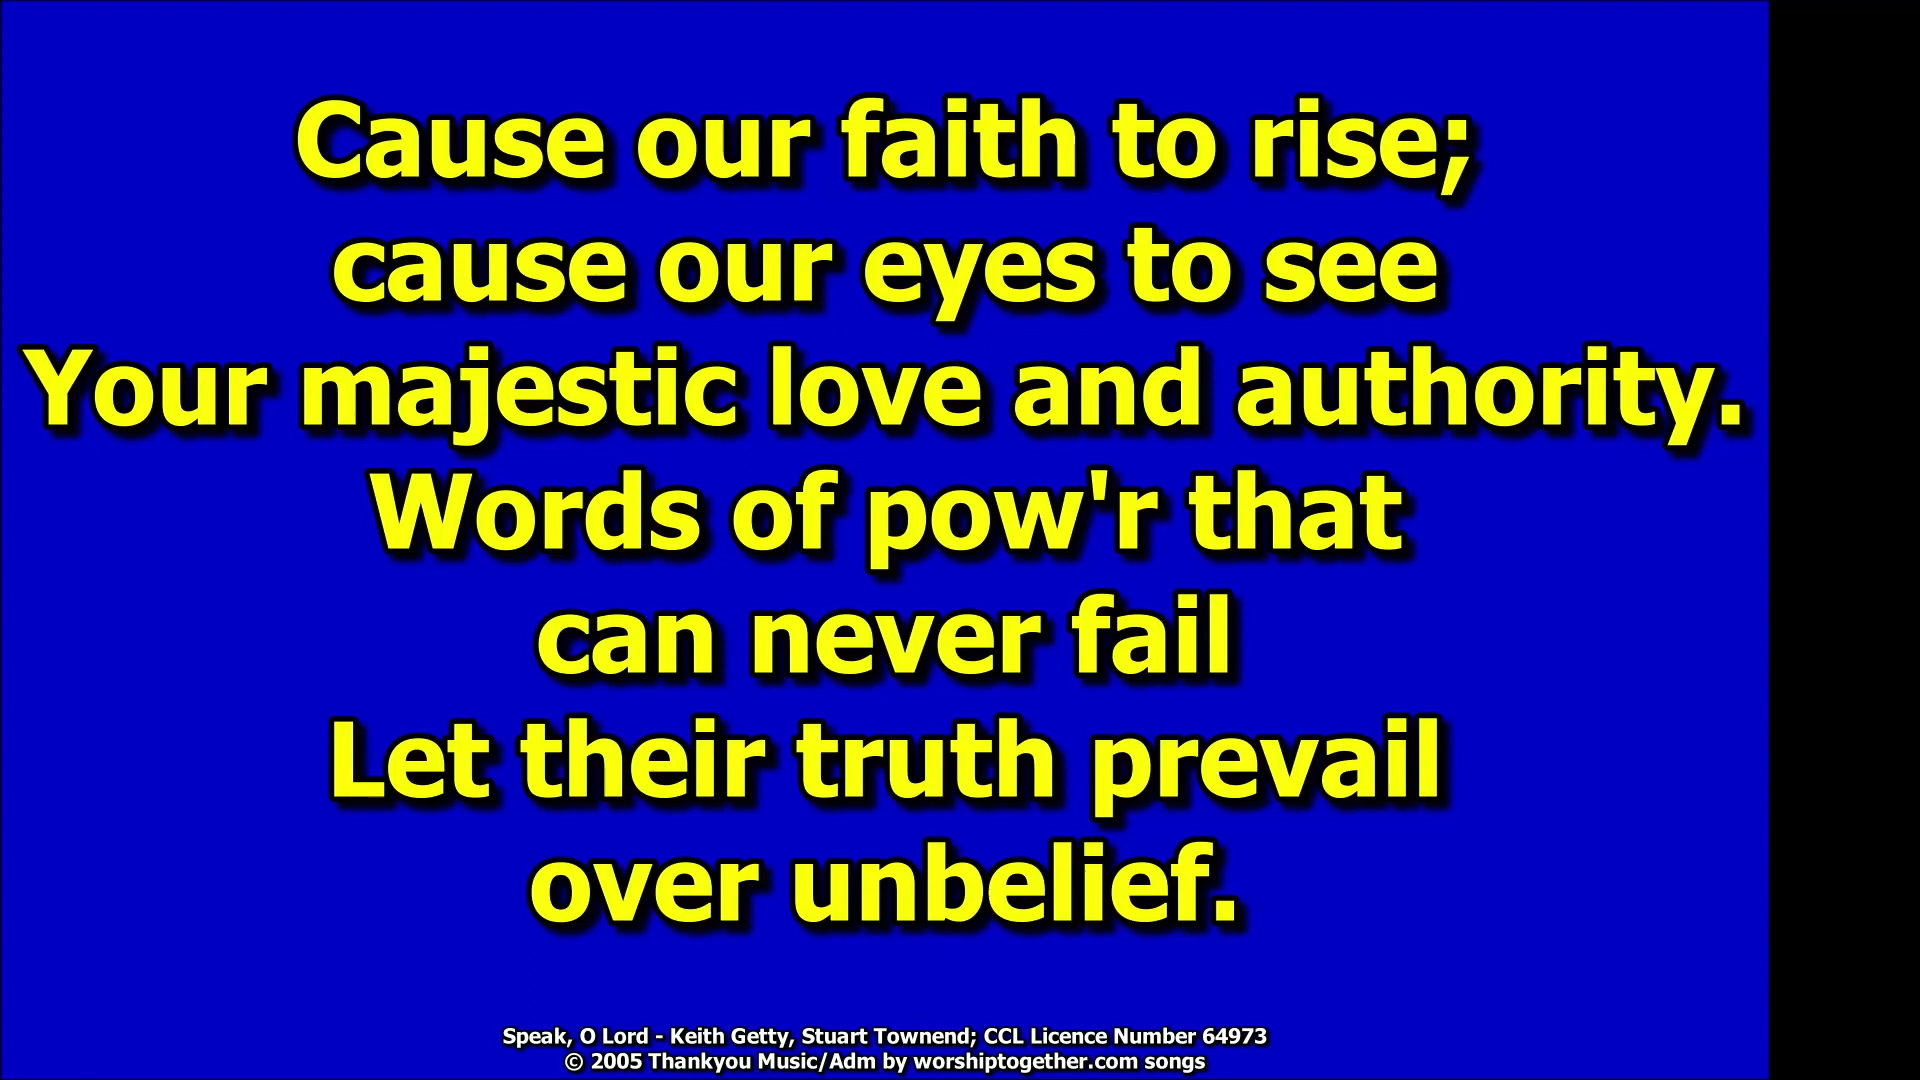 Cause our faith to rise;
cause our eyes to see
Your majestic love and authority.
Words of pow'r that
can never fail
Let their truth prevail
over unbelief.
Speak, O Lord - Keith Getty, Stuart Townend; CCL Licence Number 64973
© 2005 Thankyou Music/Adm by worshiptogether.com songs